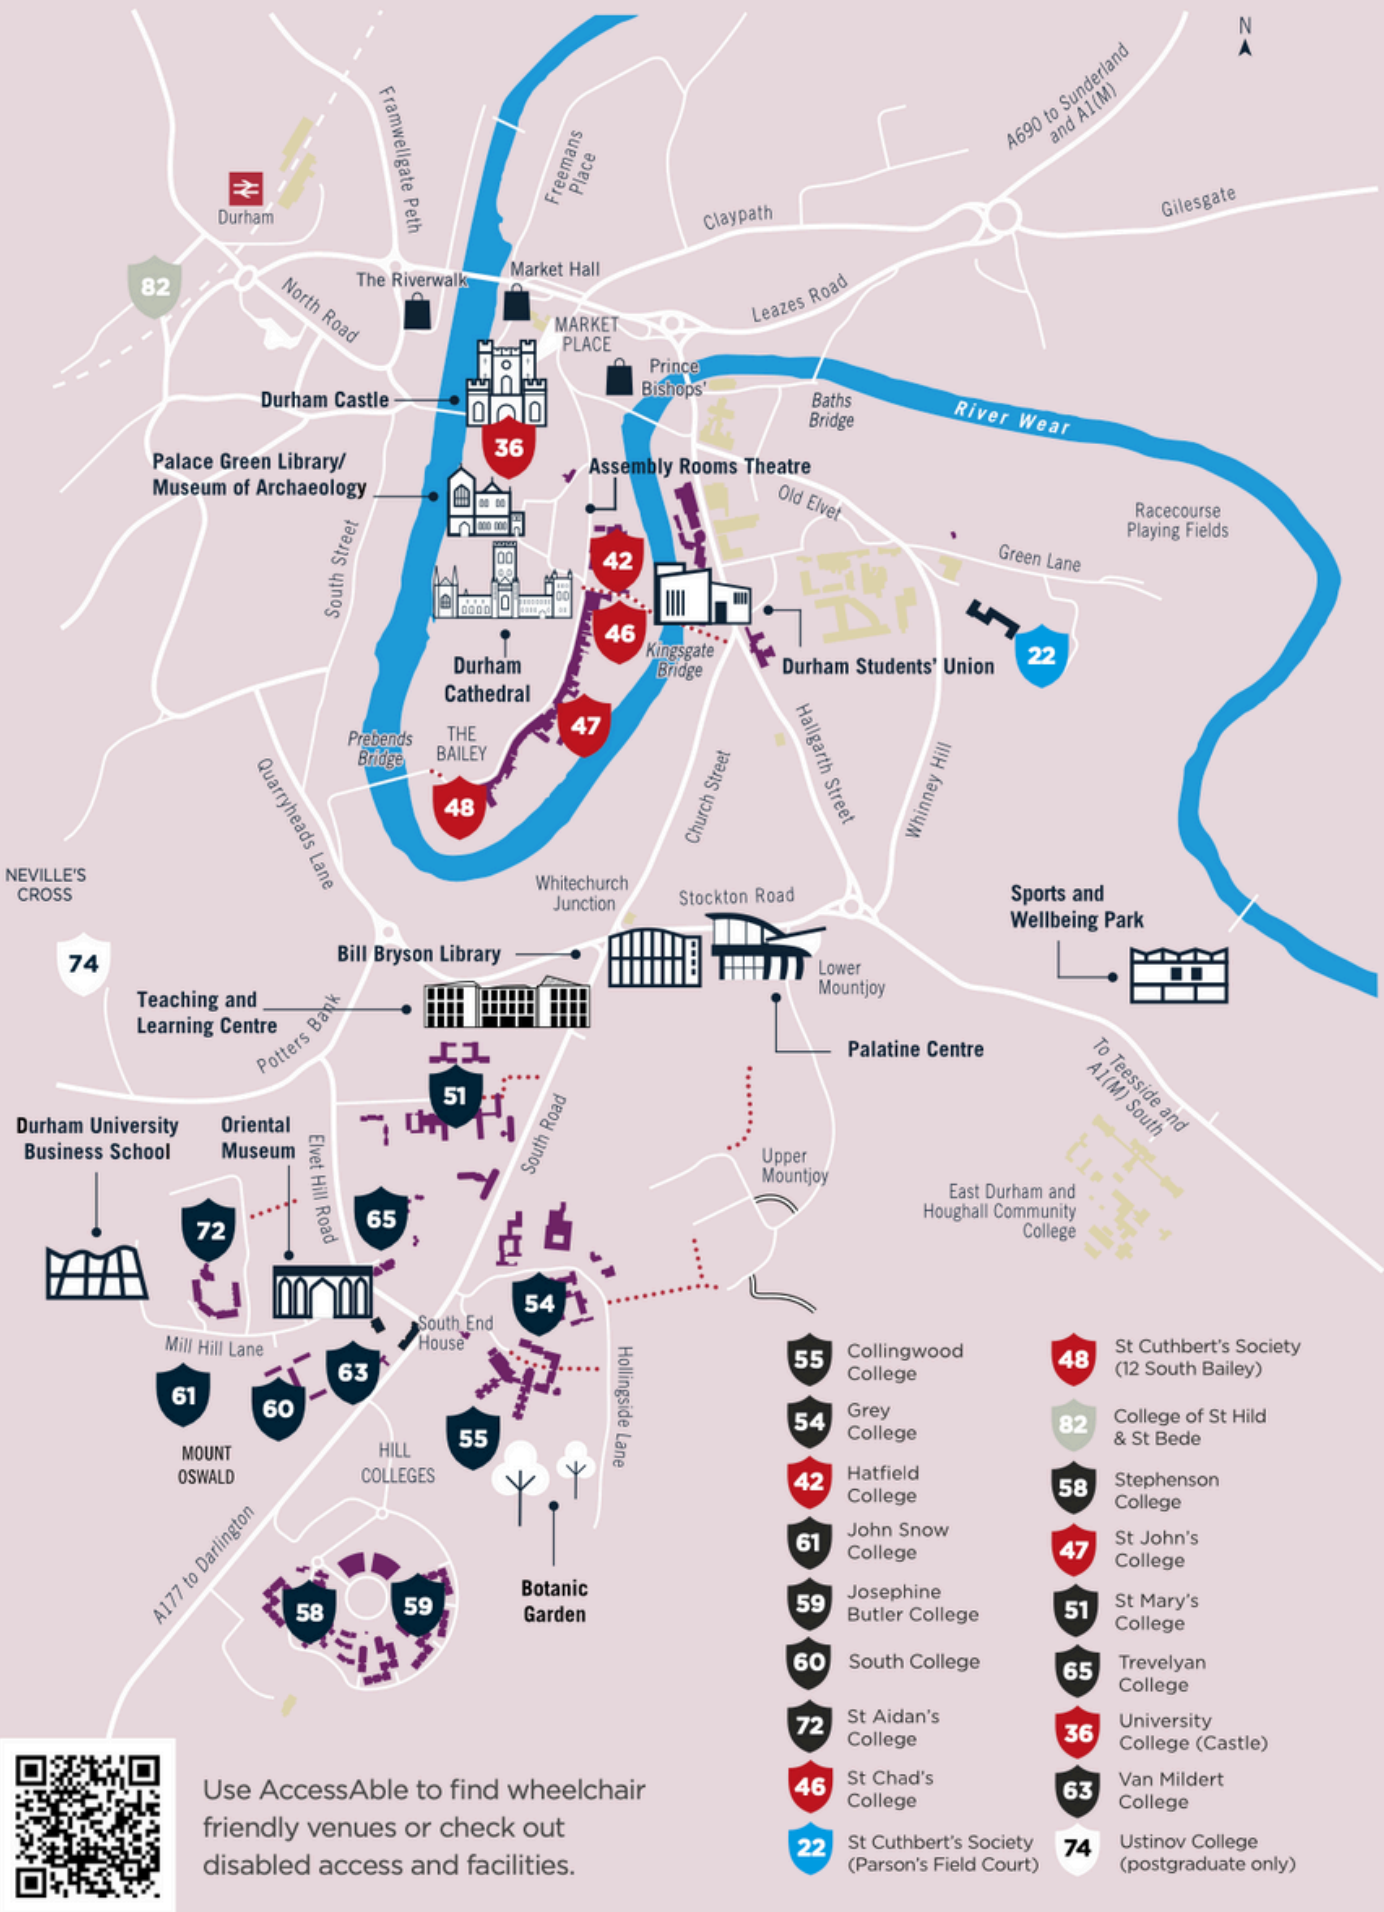 N
A690 to Sunderland
and A1(M)
Framwellgate Peth
Freemans
Place
Durham
Claypath
Gilesgate
82
The Riverwalk
Market Hall
North Road
Leazes Road
MARKET
PLACE
Prince
Bishops'
Durham Castle
Baths
Bridge
River Wear
36
Palace Green Library/
Museum of Archaeology
Assembly Rooms Theatre
Old Elvet
Racecourse
Playing Fields
South Street
42
Green Lane
46
Kingsgate
Bridge
Durham
Cathedral
Durham Students' Union
22
47
Prebends
Bridge
THE
BAILEY
Hallgarth Street
Quarryheads Lane
Church Street
Whinney Hill
48
NEVILLE'S
CROSS
Whitechurch
Junction
Stockton Road
Sports and
Wellbeing Park
74
Bill Bryson Library
Lower
Mountjoy
Teaching and
Learning Centre
Potters Bank
Palatine Centre
To Teesside and
A1(M) South
51
Durham University
Business School
Oriental
Museum
Elvet Hill Road
South Road
Upper
Mountjoy
East Durham and
Houghall Community
College
72
65
54
South End
House
Mill Hill Lane
63
61
60
Hollingside Lane
55
MOUNT
OSWALD
HILL
COLLEGES
A177 to Darlington
Botanic
Garden
58
59
55
Collingwood
College
54
Grey
College
42
Hatfield
College
61
John Snow
College
59
Josephine
Butler College
60
South College
72
St Aidan's
College
46
St Chad's
College
22
St Cuthbert's Society
(Parson's Field Court)
48
St Cuthbert's Society
(12 South Bailey)
82
College of St Hild
& St Bede
58
Stephenson
College
47
St John's
College
51
St Mary's
College
65
Trevelyan
College
36
University
College (Castle)
63
Van Mildert
College
74
Ustinov College
(postgraduate only)
Use AccessAble to find wheelchair
friendly venues or check out
disabled access and facilities.